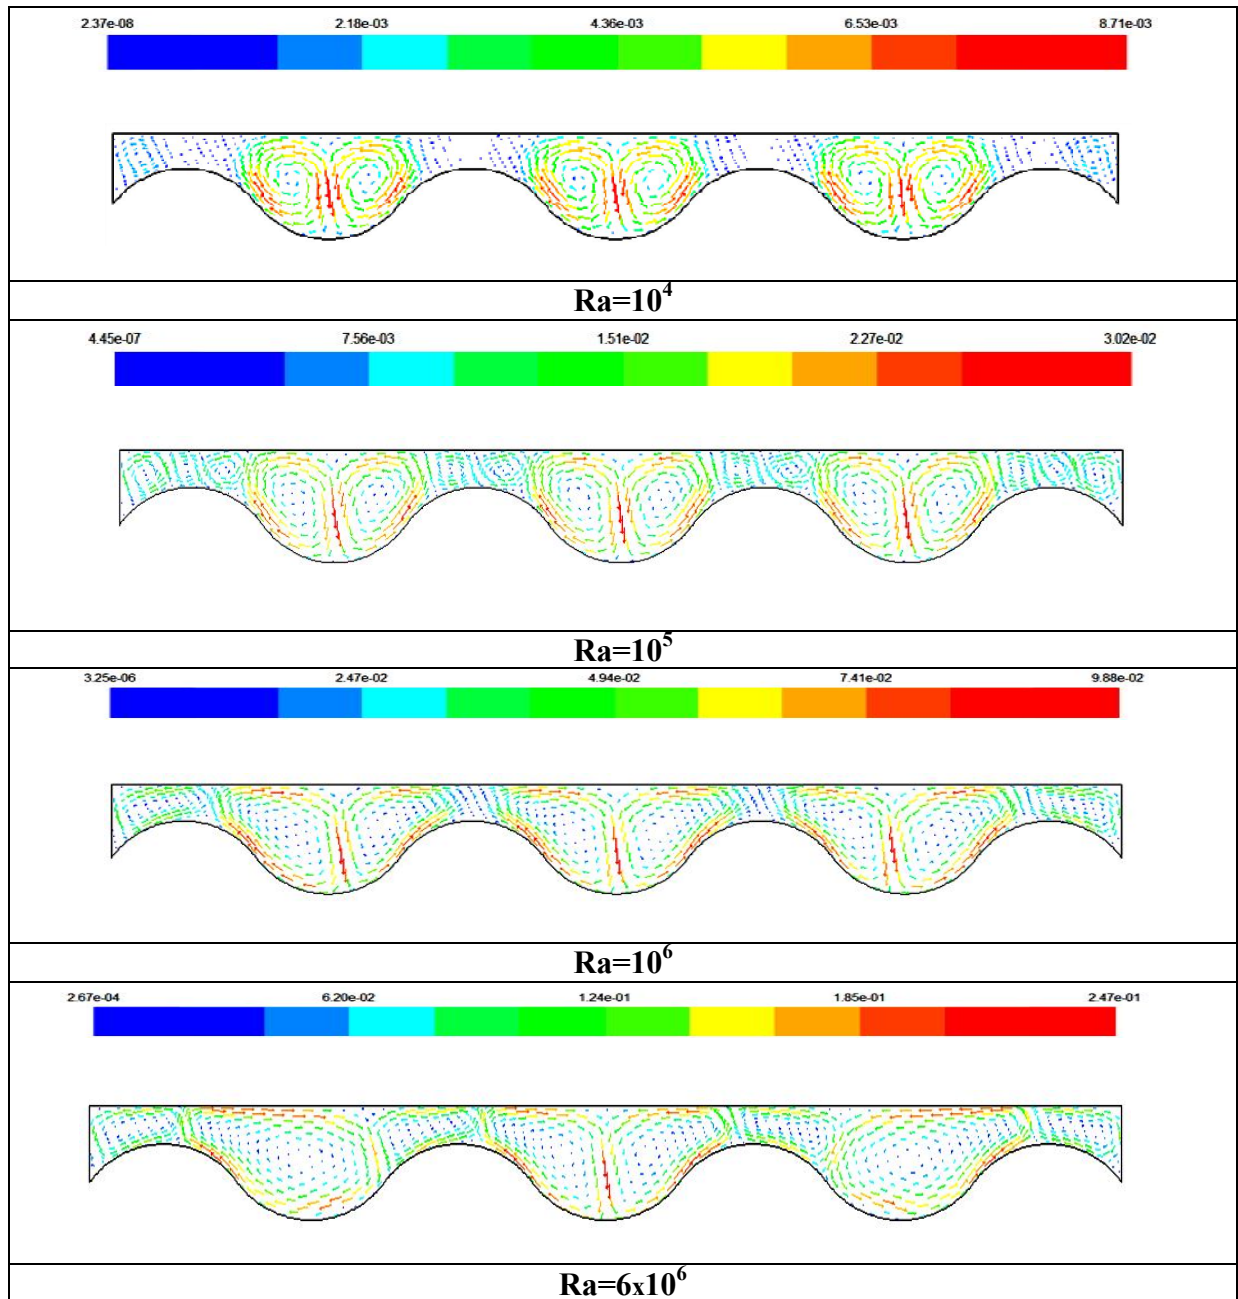 2.37e-08 2.18e-03 4.36e-03 6.53e-03 8.71e-03
Ra=10⁴
4.45e-07 7.56e-03 1.51e-02 2.27e-02 3.02e-02
Ra=10⁵
3.25e-06 2.47e-02 4.94e-02 7.41e-02 9.88e-02
Ra=10⁶
2.67e-04 6.20e-02 1.24e-01 1.85e-01 2.47e-01
Ra=6x10⁶